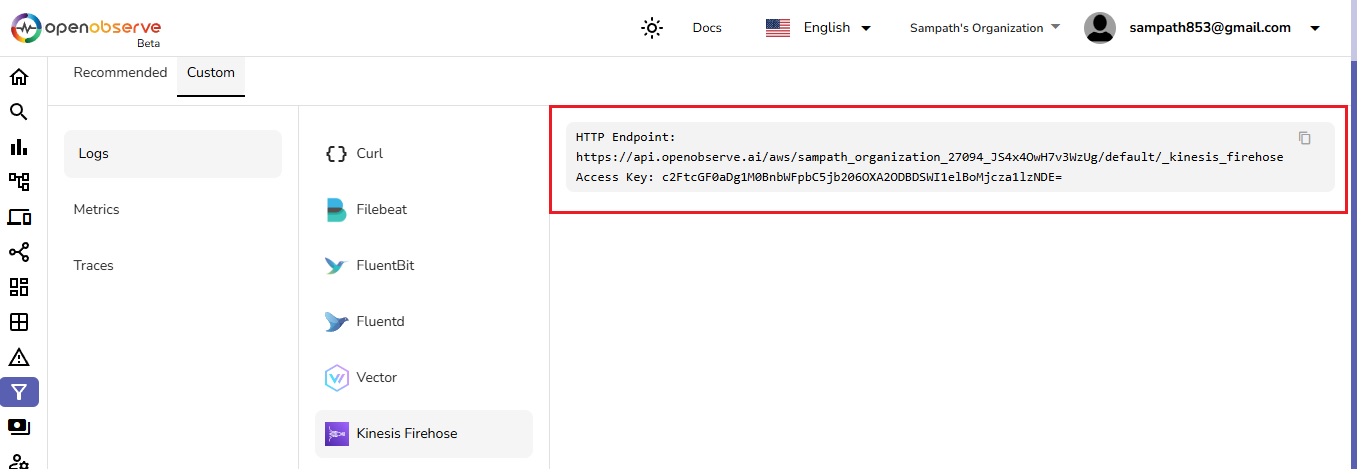 openobserve
Beta
Docs
English
Sampath's Organization
sampath853@gmail.com
Recommended
Custom
Logs
Metrics
Traces
Curl
Filebeat
FluentBit
Fluentd
Vector
Kinesis Firehose
HTTP Endpoint:
https://api.openobserve.ai/aws/sampath_organization_27094_JS4x4OwH7v3WzUg/default/_kinesis_firehose
Access Key: c2FtcGF0aDg1M0BnbWFpbC5jb206OXA2ODBDSWI1elBoMjcza1lzNDE=